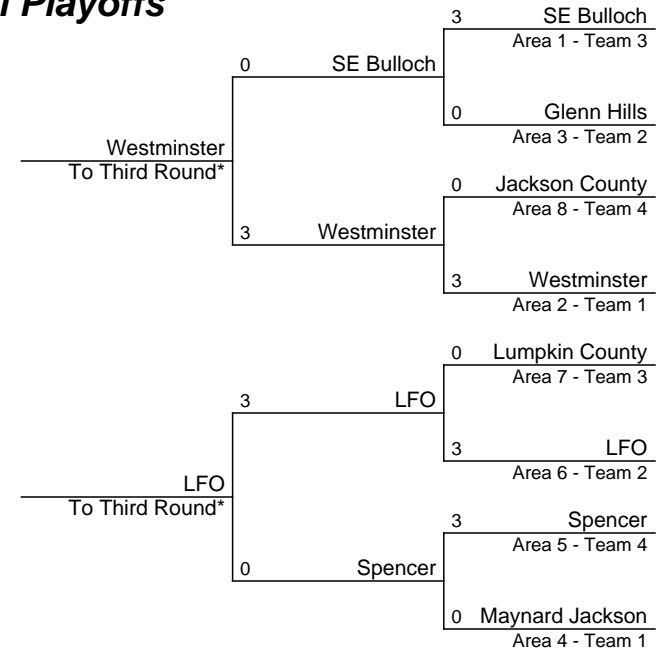 Playoffs
3 SE Bulloch
Area 1 - Team 3
0 SE Bulloch
0 Glenn Hills
Area 3 - Team 2
Westminster
To Third Round*
0 Jackson County
Area 8 - Team 4
3 Westminster
3 Westminster
Area 2 - Team 1
0 Lumpkin County
Area 7 - Team 3
3 LFO
3 LFO
Area 6 - Team 2
LFO
To Third Round*
3 Spencer
Area 5 - Team 4
0 Spencer
0 Maynard Jackson
Area 4 - Team 1